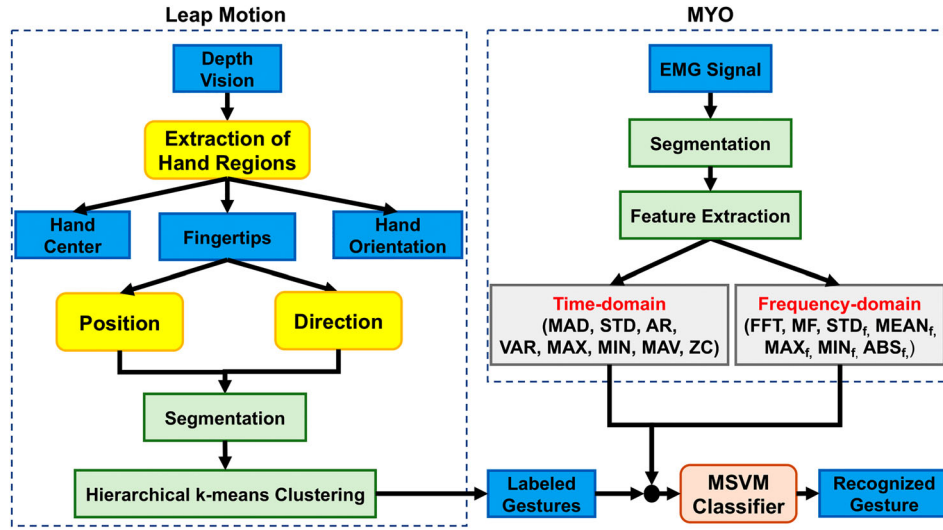 Leap Motion
Depth
Vision
Extraction of
Hand Regions
Hand
Center
Fingertips
Hand
Orientation
Position
Direction
Segmentation
Hierarchical k-means Clustering
MYO
EMG Signal
Segmentation
Feature Extraction
Time-domain
(MAD, STD, AR,
VAR, MAX, MIN, MAV, ZC)
Frequency-domain
(FFT, MF, STDf, MEANf,
MAXf, MINf, ABSf,)
Labeled
Gestures
MSVM
Classifier
Recognized
Gesture